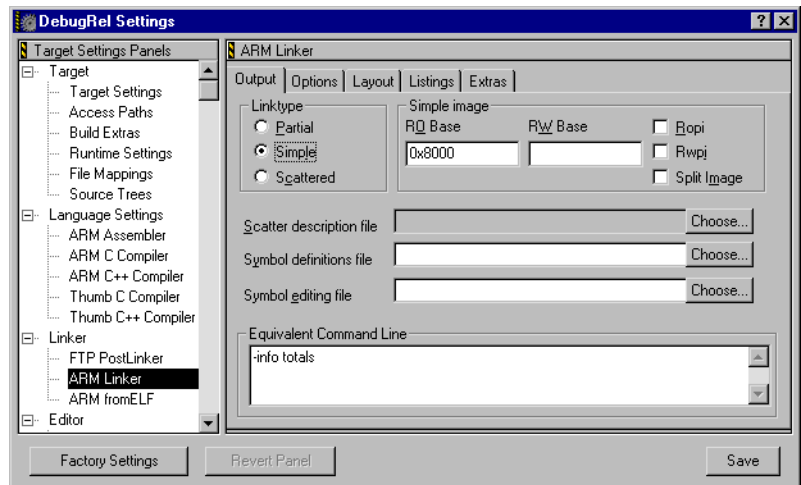 DebugRel Settings
Target Settings Panels
Target
Target Settings
Access Paths
Build Extras
Runtime Settings
File Mappings
Source Trees
Language Settings
ARM Assembler
ARM C Compiler
ARM C++ Compiler
Thumb C Compiler
Thumb C++ Compiler
Linker
FTP PostLinker
ARM Linker
ARM fromELF
Editor
ARM Linker
Output Options Layout Listings Extras
Linktype
Partial
Simple
Scattered
Simple image
RO Base RW Base
0x8000
Ropi
Rwpi
Split Image
Scatter description file Choose...
Symbol definitions file Choose...
Symbol editing file Choose...
Equivalent Command Line
-info totals
Factory Settings Revert Panel Save